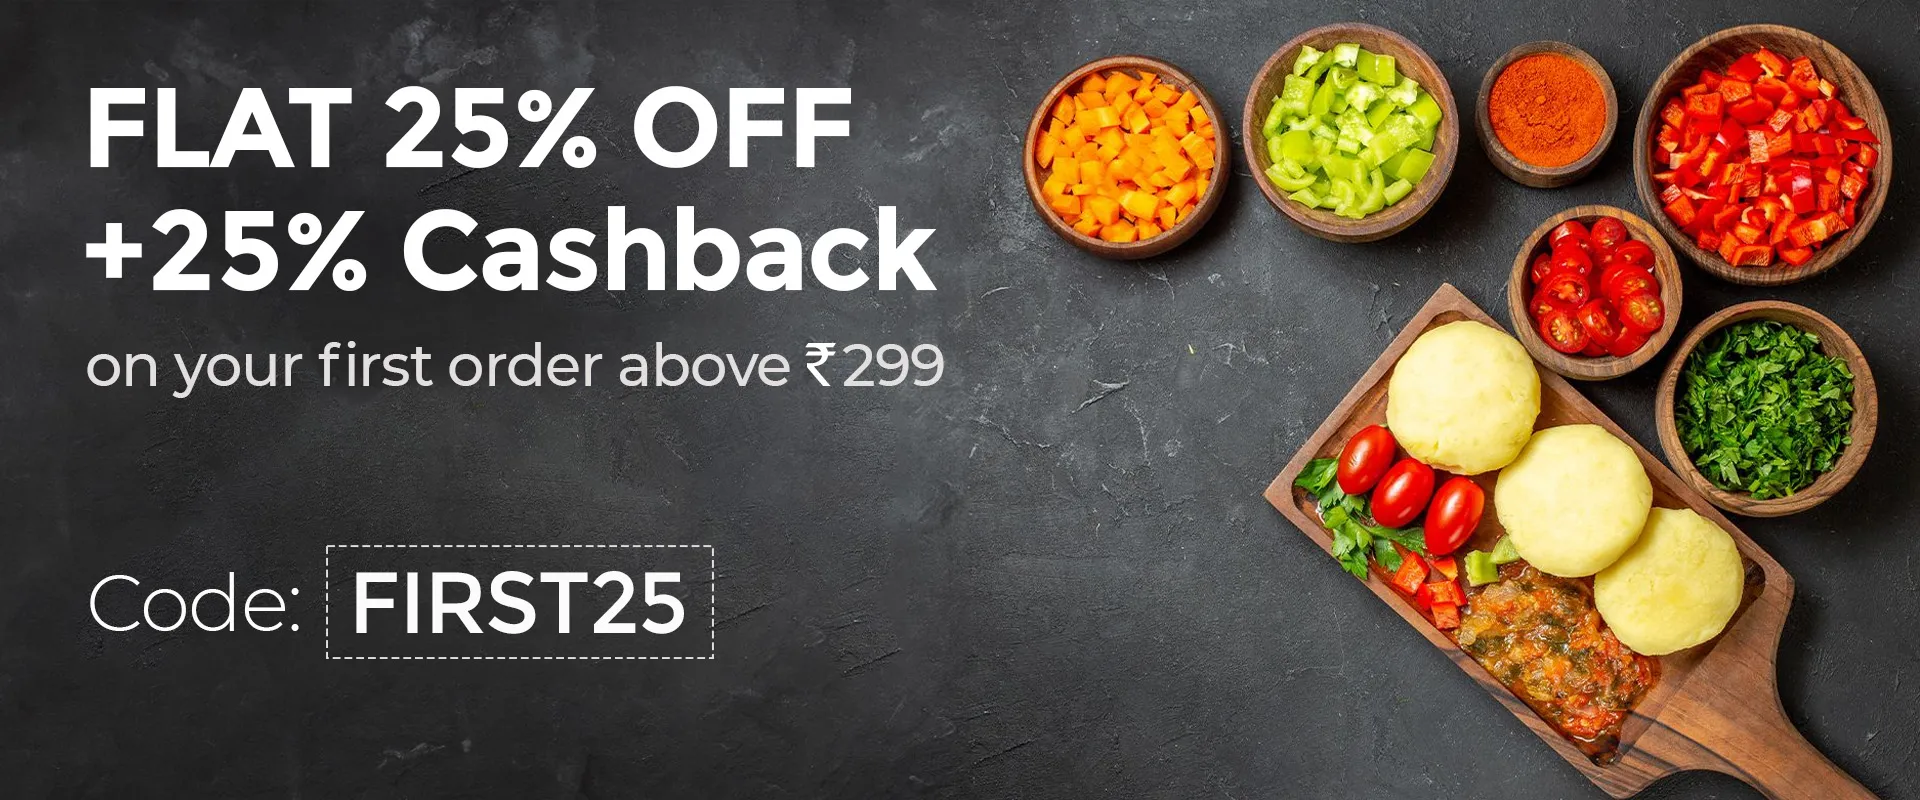 FLAT 25% OFF
+25% Cashback
on your first order above ₹299
Code: FIRST25